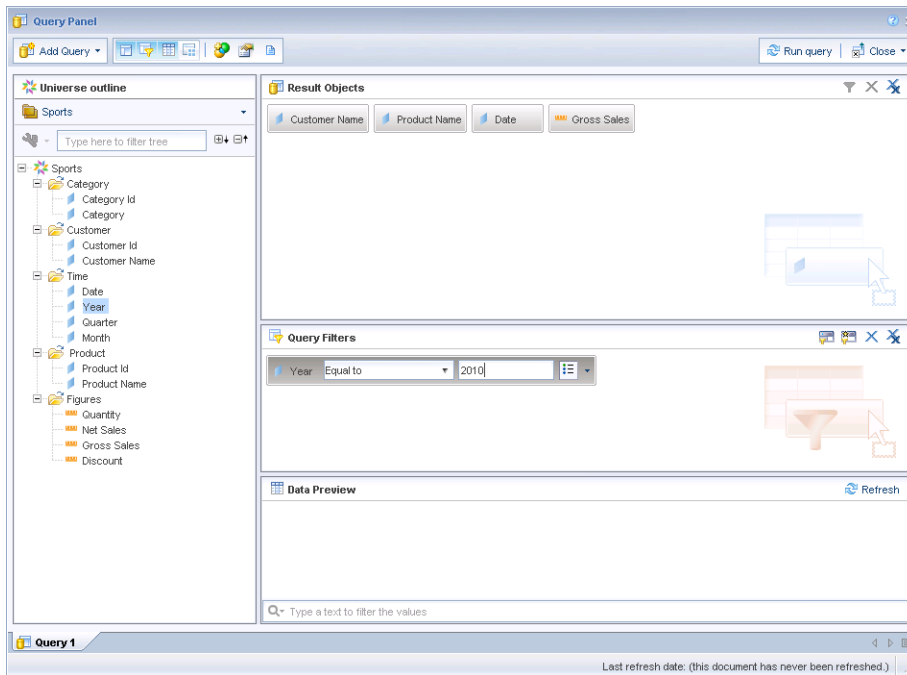 Query Panel
Add Query
Run query
Close
Universe outline
Sports
Type here to filter tree
Sports
Category
Category Id
Category
Customer
Customer Id
Customer Name
Time
Date
Year
Quarter
Month
Product
Product Id
Product Name
Figures
Quantity
Net Sales
Gross Sales
Discount
Result Objects
Customer Name
Product Name
Date
Gross Sales
Query Filters
Year Equal to 2010
Data Preview
Refresh
Type a text to filter the values
Query 1
Last refresh date: (this document has never been refreshed.)